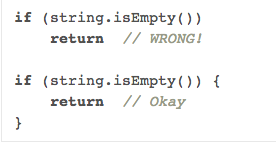 if (string.isEmpty())
    return  // WRONG!

if (string.isEmpty()) {
    return  // Okay
}